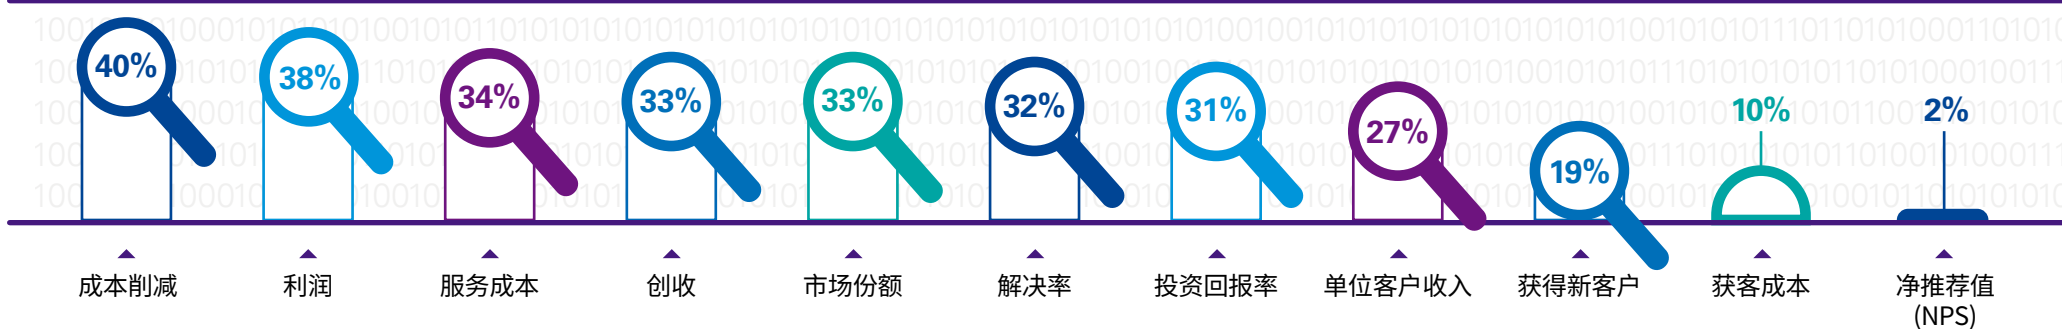 40%
38%
34%
33%
33%
32%
31%
27%
19%
10%
2%
成本削减
利润
服务成本
创收
市场份额
解决率
投资回报率
单位客户收入
获得新客户
获客成本
净推荐值
(NPS)